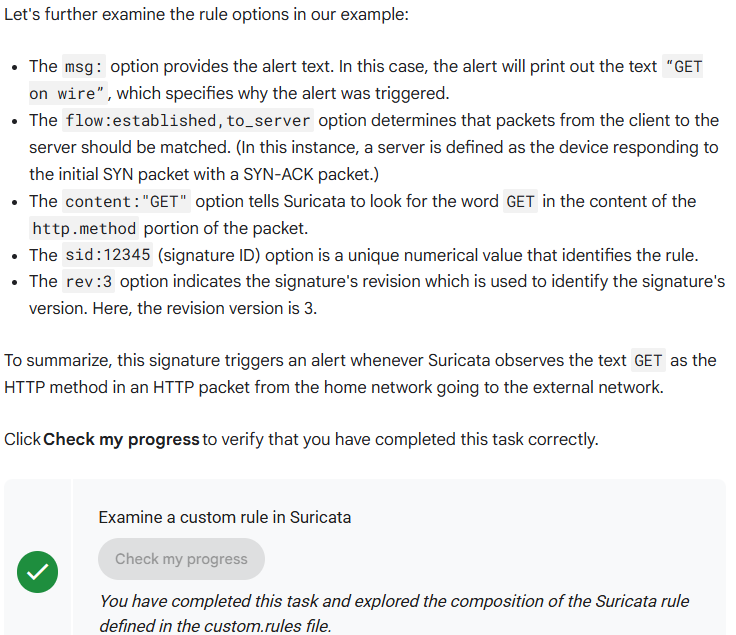 Let's further examine the rule options in our example:
• The msg: option provides the alert text. In this case, the alert will print out the text “GET
on wire”, which specifies why the alert was triggered.
• The flow:established,to_server option determines that packets from the client to the
server should be matched. (In this instance, a server is defined as the device responding to
the initial SYN packet with a SYN-ACK packet.)
• The content:"GET" option tells Suricata to look for the word GET in the content of the
http.method portion of the packet.
• The sid:12345 (signature ID) option is a unique numerical value that identifies the rule.
• The rev:3 option indicates the signature's revision which is used to identify the signature's
version. Here, the revision version is 3.
To summarize, this signature triggers an alert whenever Suricata observes the text GET as the
HTTP method in an HTTP packet from the home network going to the external network.
Click Check my progress to verify that you have completed this task correctly.
Examine a custom rule in Suricata
Check my progress
You have completed this task and explored the composition of the Suricata rule
defined in the custom.rules file.